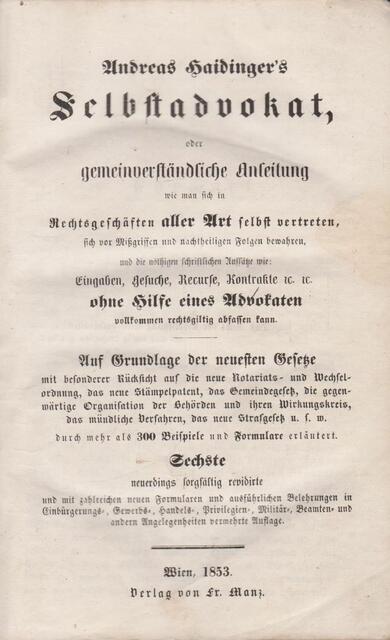 Andreas Haidinger's
Selbstadvokat,
oder
gemeinverständliche Anleitung
wie man sich in
Rechtsgeschäften aller Art selbst vertreten,
sich vor Mißgriffen und nachtheiligen Folgen bewahren,
und die nöthigen schriftlichen Aufsätze wie:
Eingaben, Gesuche, Recurse, Kontrakte ꝛc. ꝛc.
ohne Hilfe eines Advokaten
vollkommen rechtsgiltig abfassen kann.
Auf Grundlage der neuesten Gesetze
mit besonderer Rücksicht auf die neue Notariats- und Wechsel-
ordnung, das neue Stämpelpatent, das Gemeindegesetz, die gegen-
wärtige Organisation der Behörden und ihren Wirkungskreis,
das mündliche Verfahren, das neue Strafgesetz u. s. w.
durch mehr als 300 Beispiele und Formulare erläutert.
Sechste
neuerdings sorgfältig revidirte
und mit zahlreichen neuen Formularen und ausführlichen Belehrungen in
Einbürgerungs-, Gewerbs-, Handels-, Privilegien-, Militär-, Beamten- und
andern Angelegenheiten vermehrte Auflage.
Wien, 1853.
Verlag von Fr. Manz.